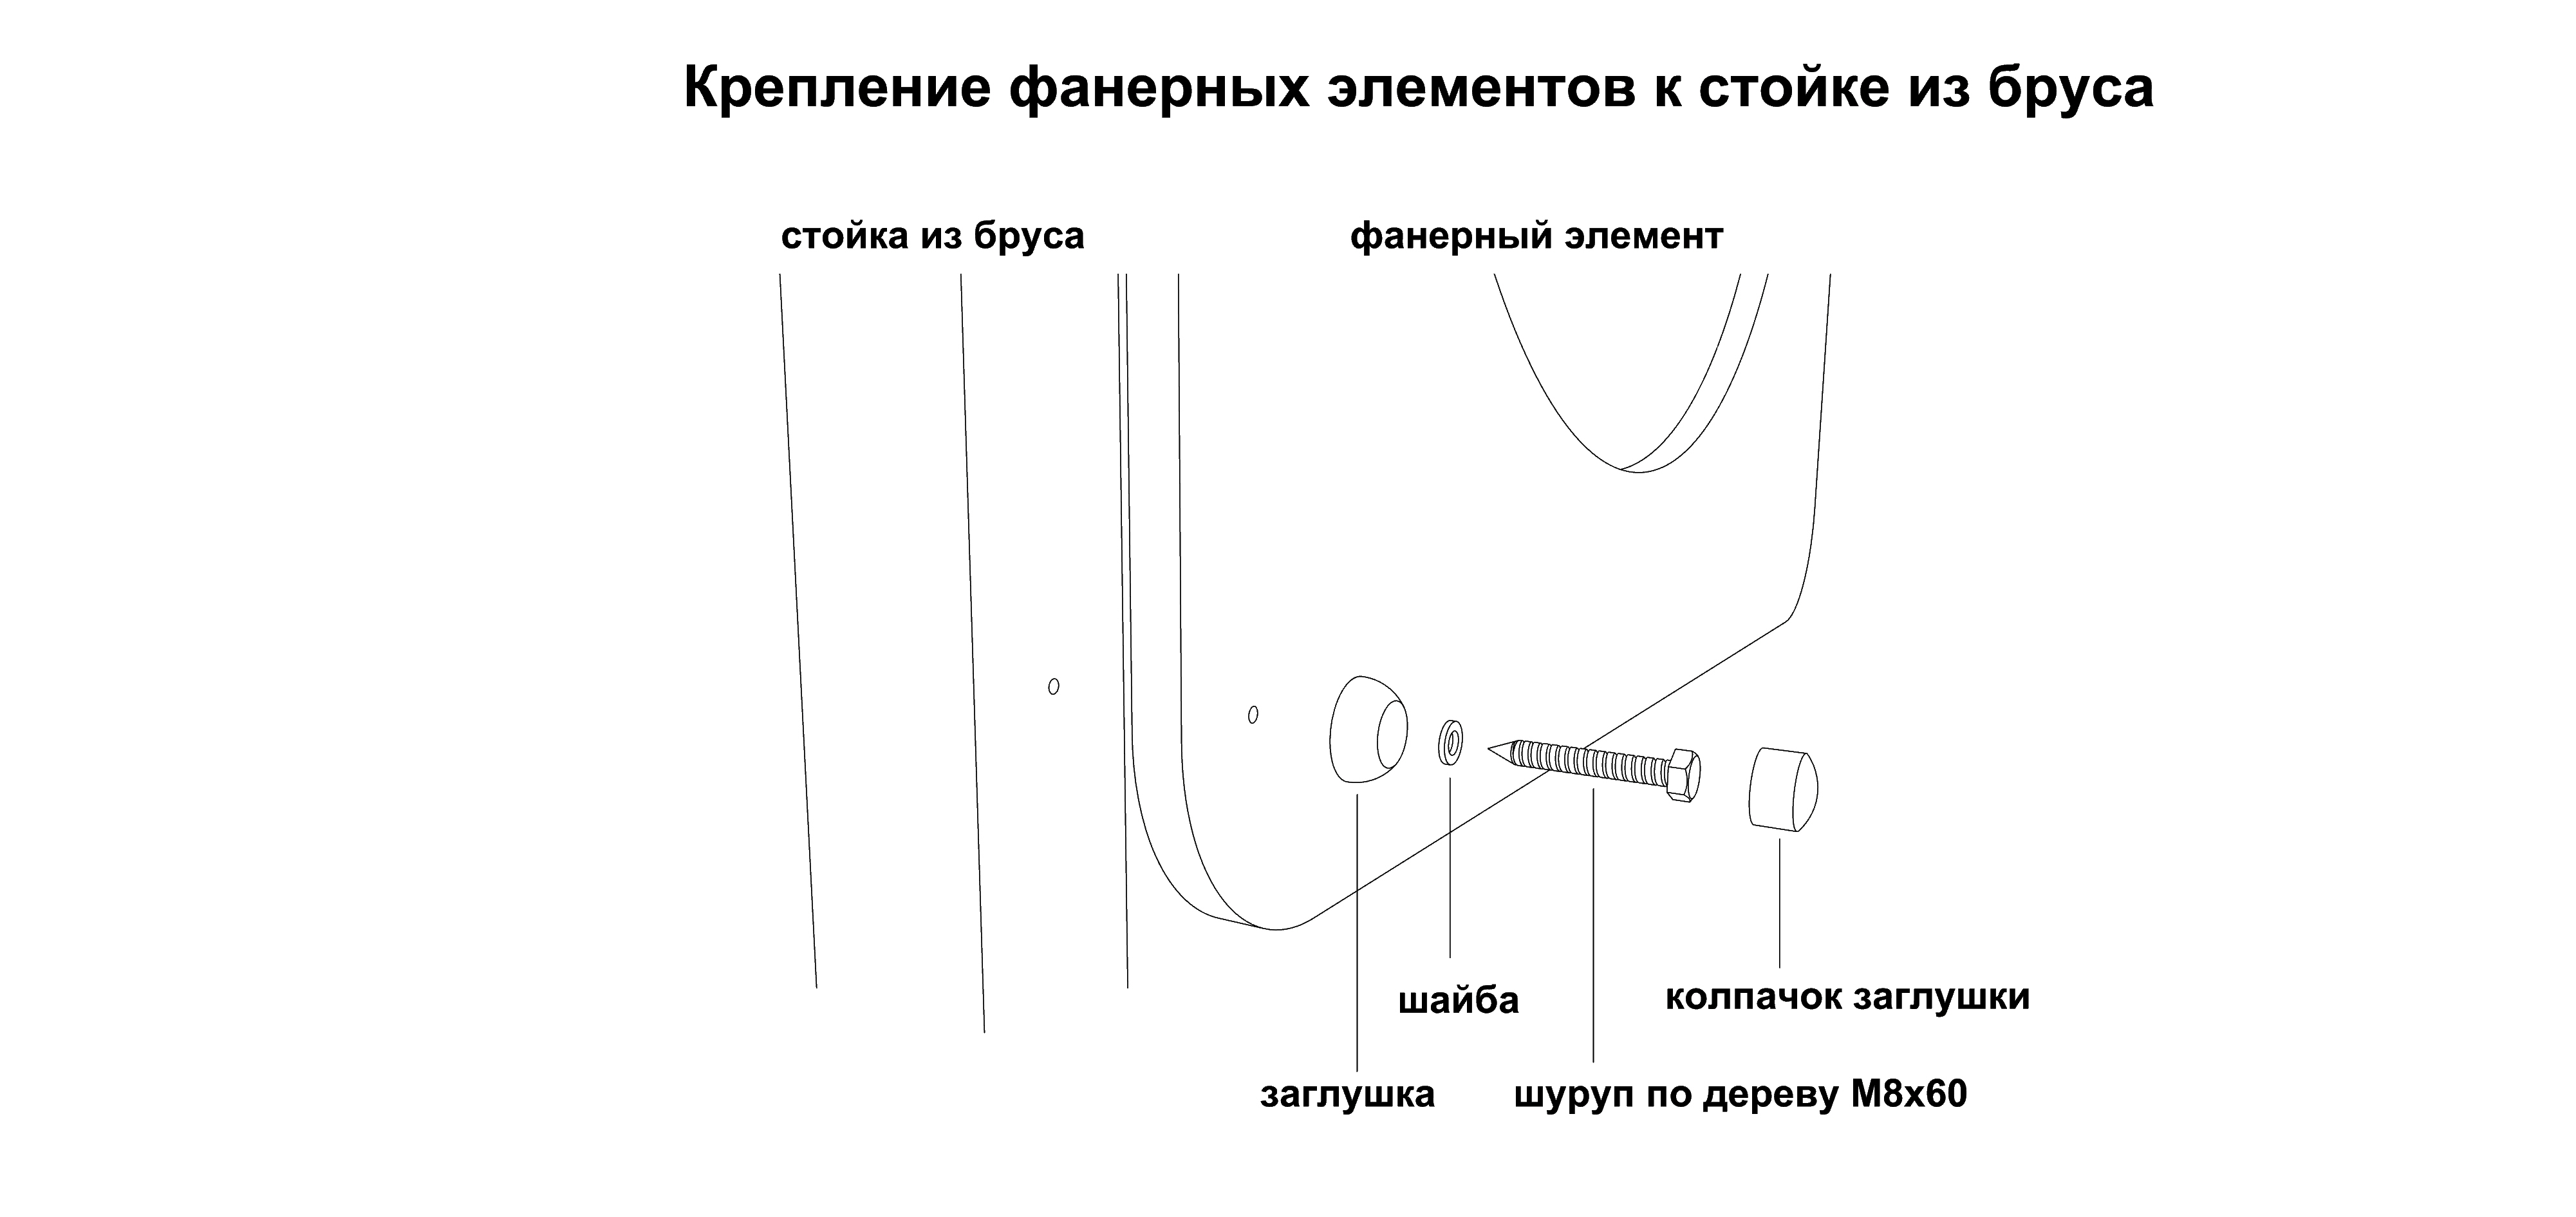 Крепление фанерных элементов к стойке из бруса
стойка из бруса
фанерный элемент
шайба
колпачок заглушки
заглушка
шуруп по дереву М8х60